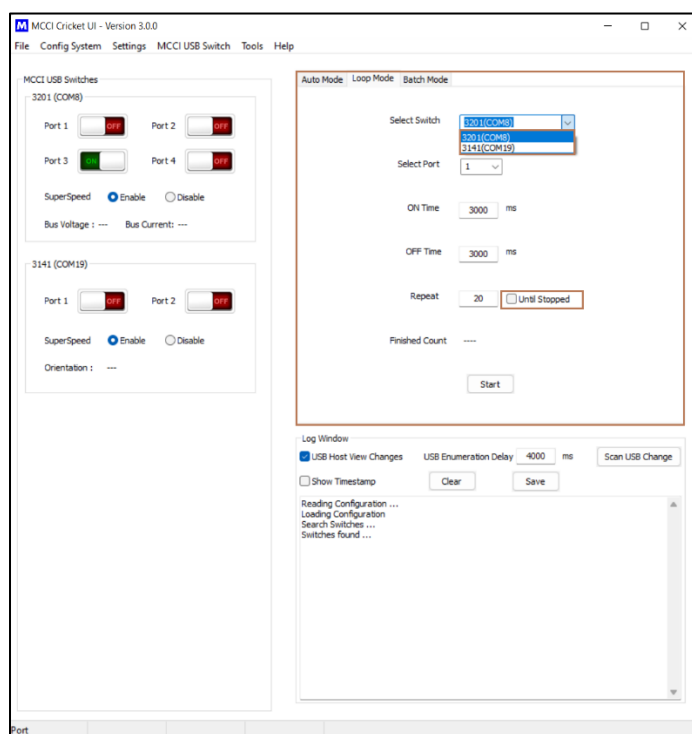 MCCI Cricket UI - Version 3.0.0
File Config System Settings MCCI USB Switch Tools Help
MCCI USB Switches
3201 (COM8)
Port 1 OFF Port 2 OFF
Port 3 ON Port 4 OFF
SuperSpeed Enable Disable
Bus Voltage : --- Bus Current: ---
3141 (COM19)
Port 1 OFF Port 2 OFF
SuperSpeed Enable Disable
Orientation : ---
Auto Mode Loop Mode Batch Mode
Select Switch 3201(COM8)
3201(COM8)
3141(COM19)
Select Port 1
ON Time 3000 ms
OFF Time 3000 ms
Repeat 20 Until Stopped
Finished Count ----
Start
Log Window
USB Host View Changes USB Enumeration Delay 4000 ms Scan USB Change
Show Timestamp Clear Save
Reading Configuration ...
Loading Configuration
Search Switches ...
Switches found ...
Port